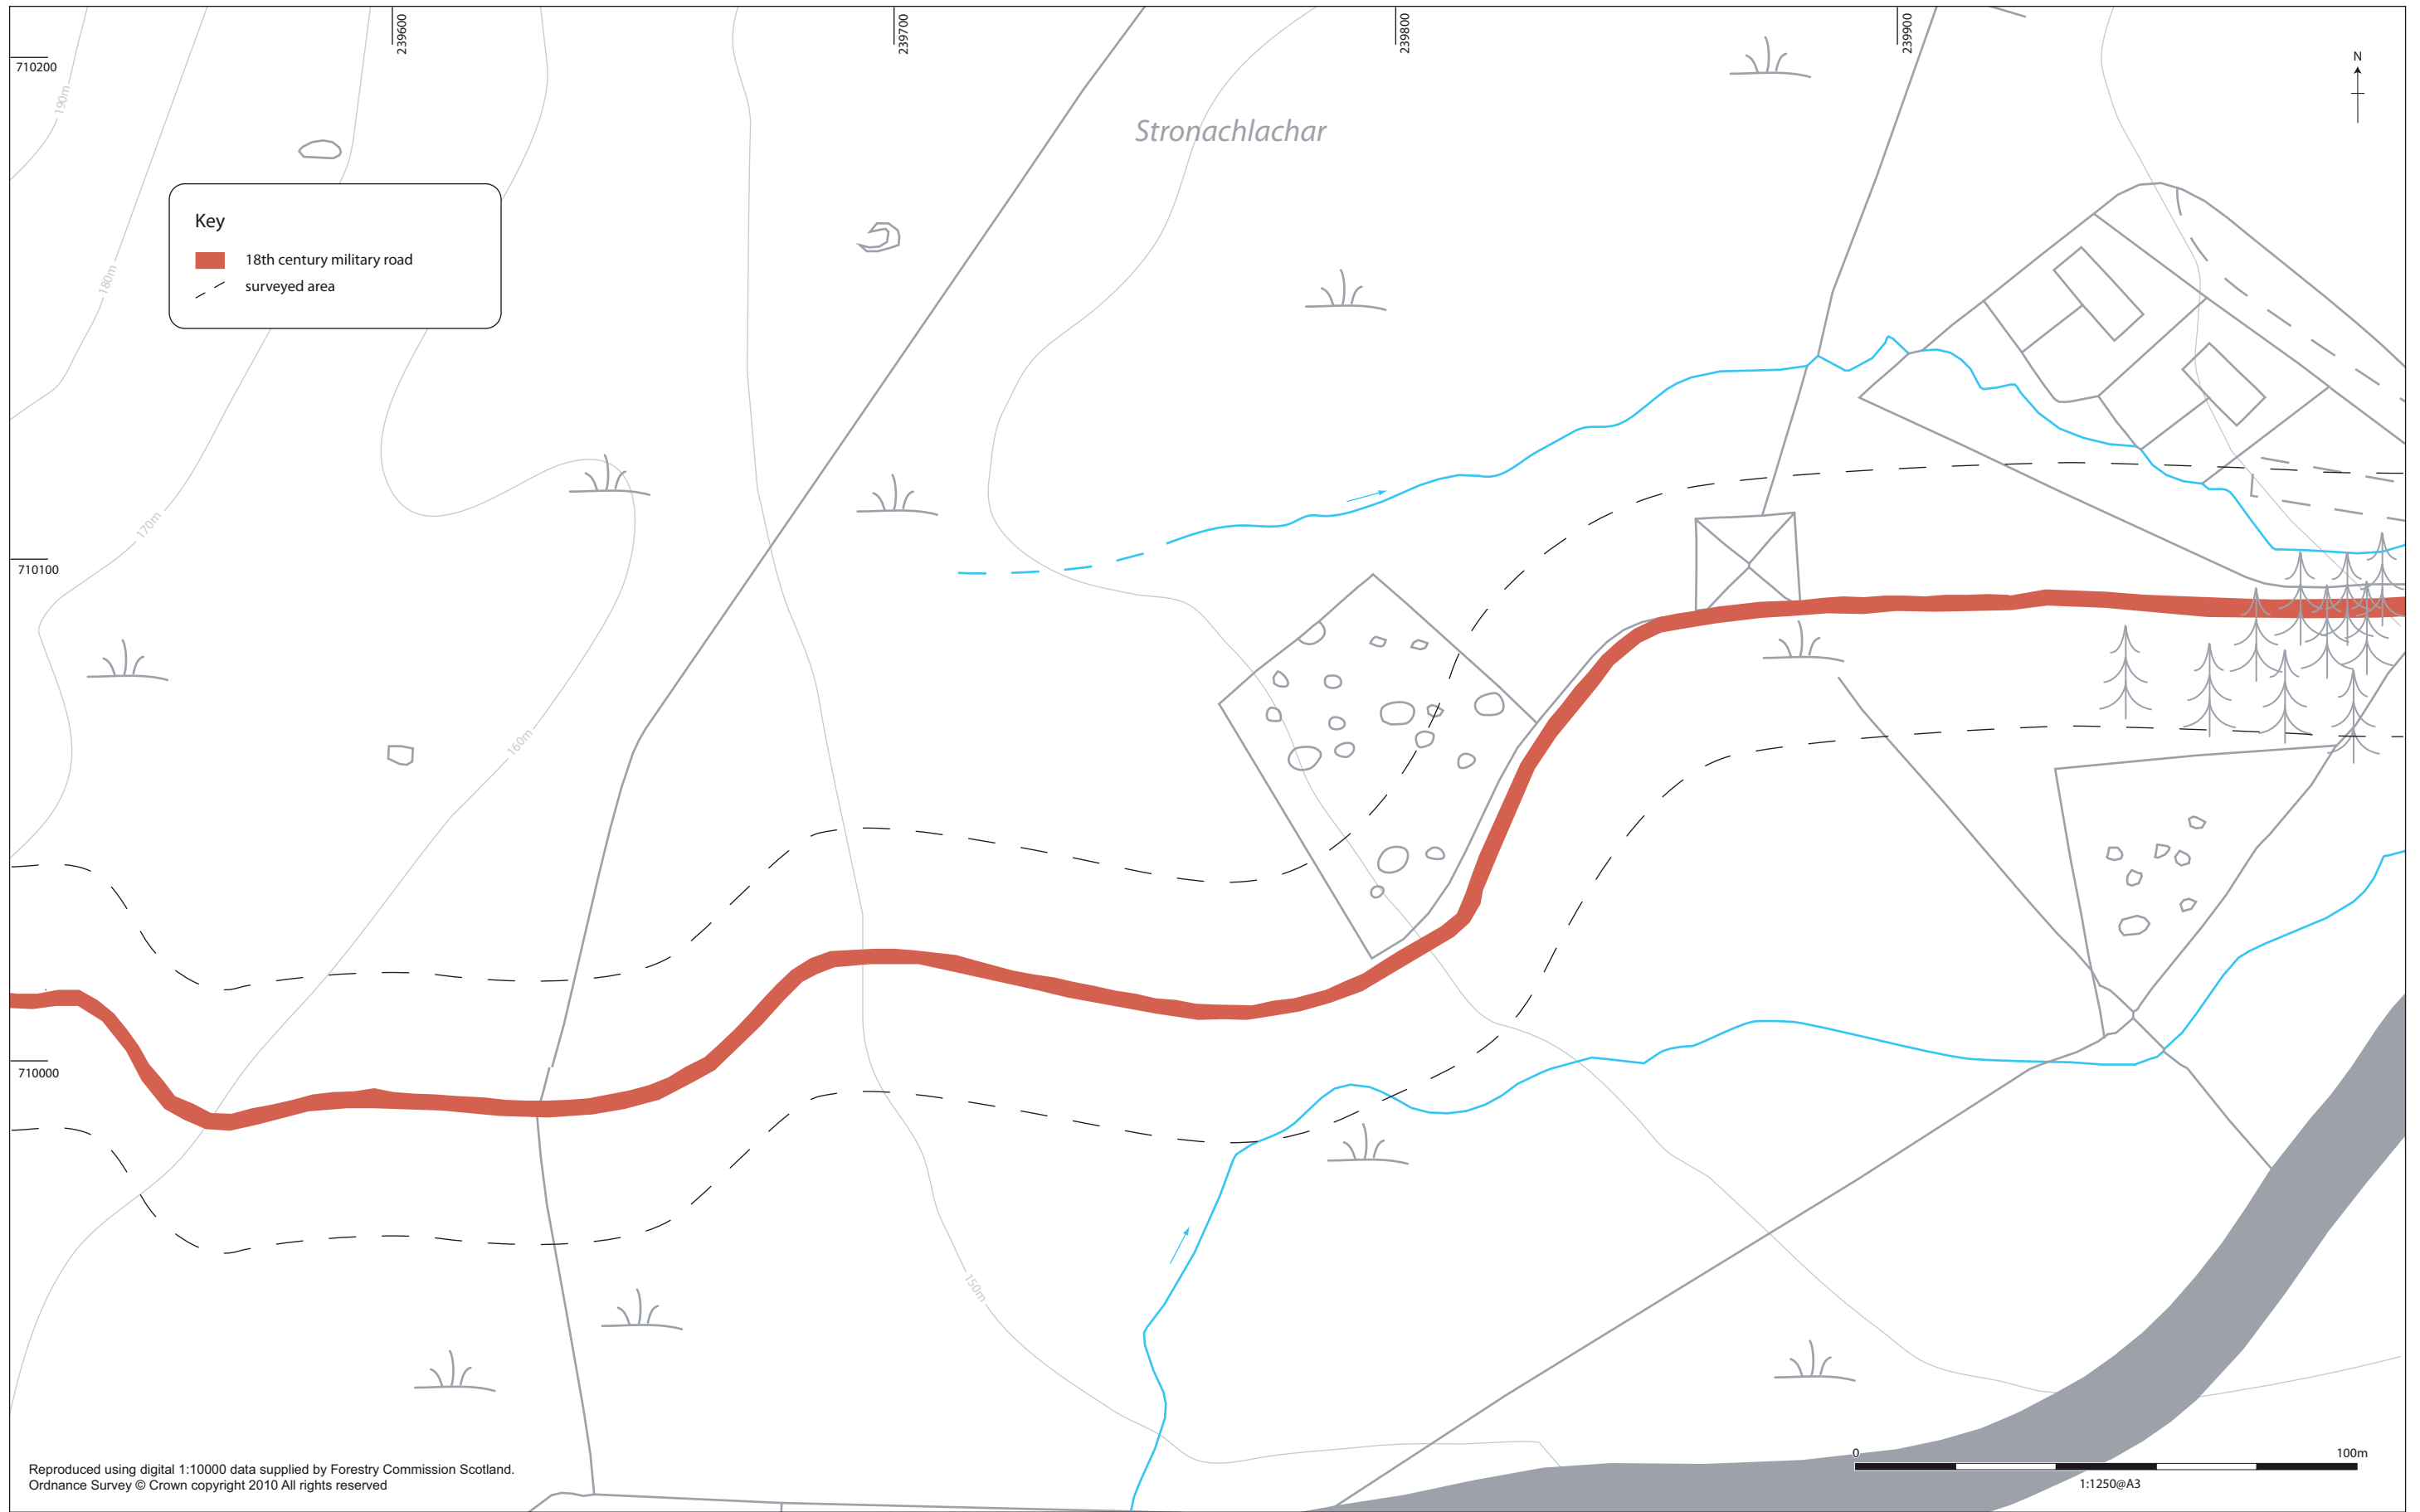 239600
239700
239800
239900
710200
N
190m
Stronachlachar
Key
18th century military road
surveyed area
180m
170m
710100
160m
710000
150m
Reproduced using digital 1:10000 data supplied by Forestry Commission Scotland.
Ordnance Survey © Crown copyright 2010 All rights reserved
0
100m
1:1250@A3